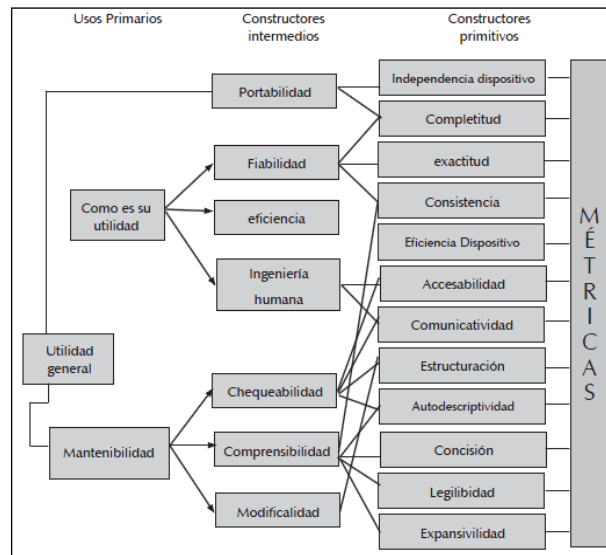 Usos Primarios
Constructores
intermedios
Constructores
primitivos
Portabilidad
Fiabilidad
Como es su
utilidad
eficiencia
Ingeniería
humana
Utilidad
general
Chequeabilidad
Mantenibilidad
Comprensibilidad
Modificalidad
Independencia dispositivo
Completitud
exactitud
Consistencia
Eficiencia Dispositivo
Accesabilidad
Comunicatividad
Estructuración
Autodescriptividad
Concisión
Legilibidad
Expansivilidad
MÉTRICAS